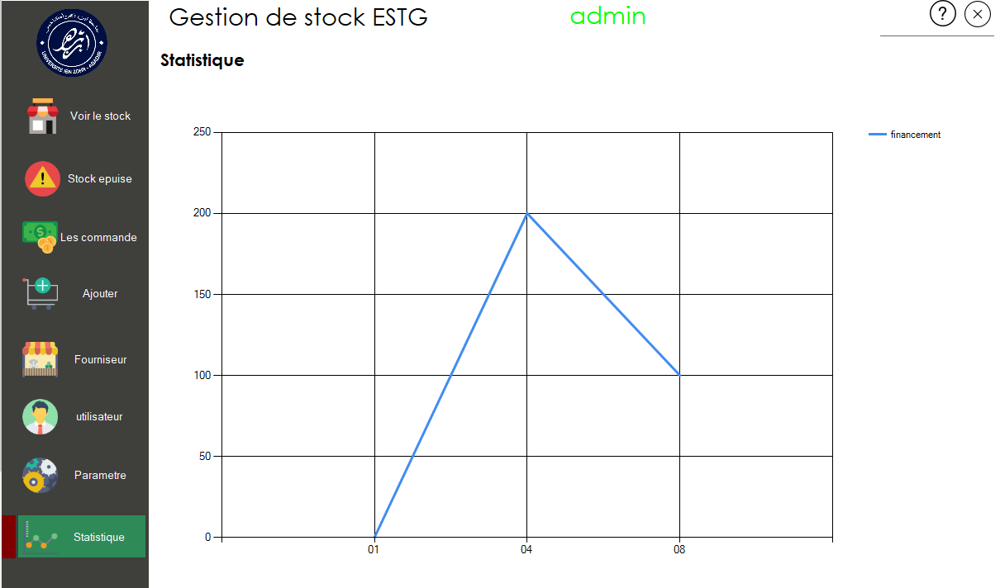 Gestion de stock ESTG
admin
?
UNIVERSITE IBN ZOHR - AGADIR
Statistique
Voir le stock
Stock epuise
Les commande
Ajouter
Fourniseur
utilisateur
Parametre
Statistique
250
200
150
100
50
0
01 04 08
financement